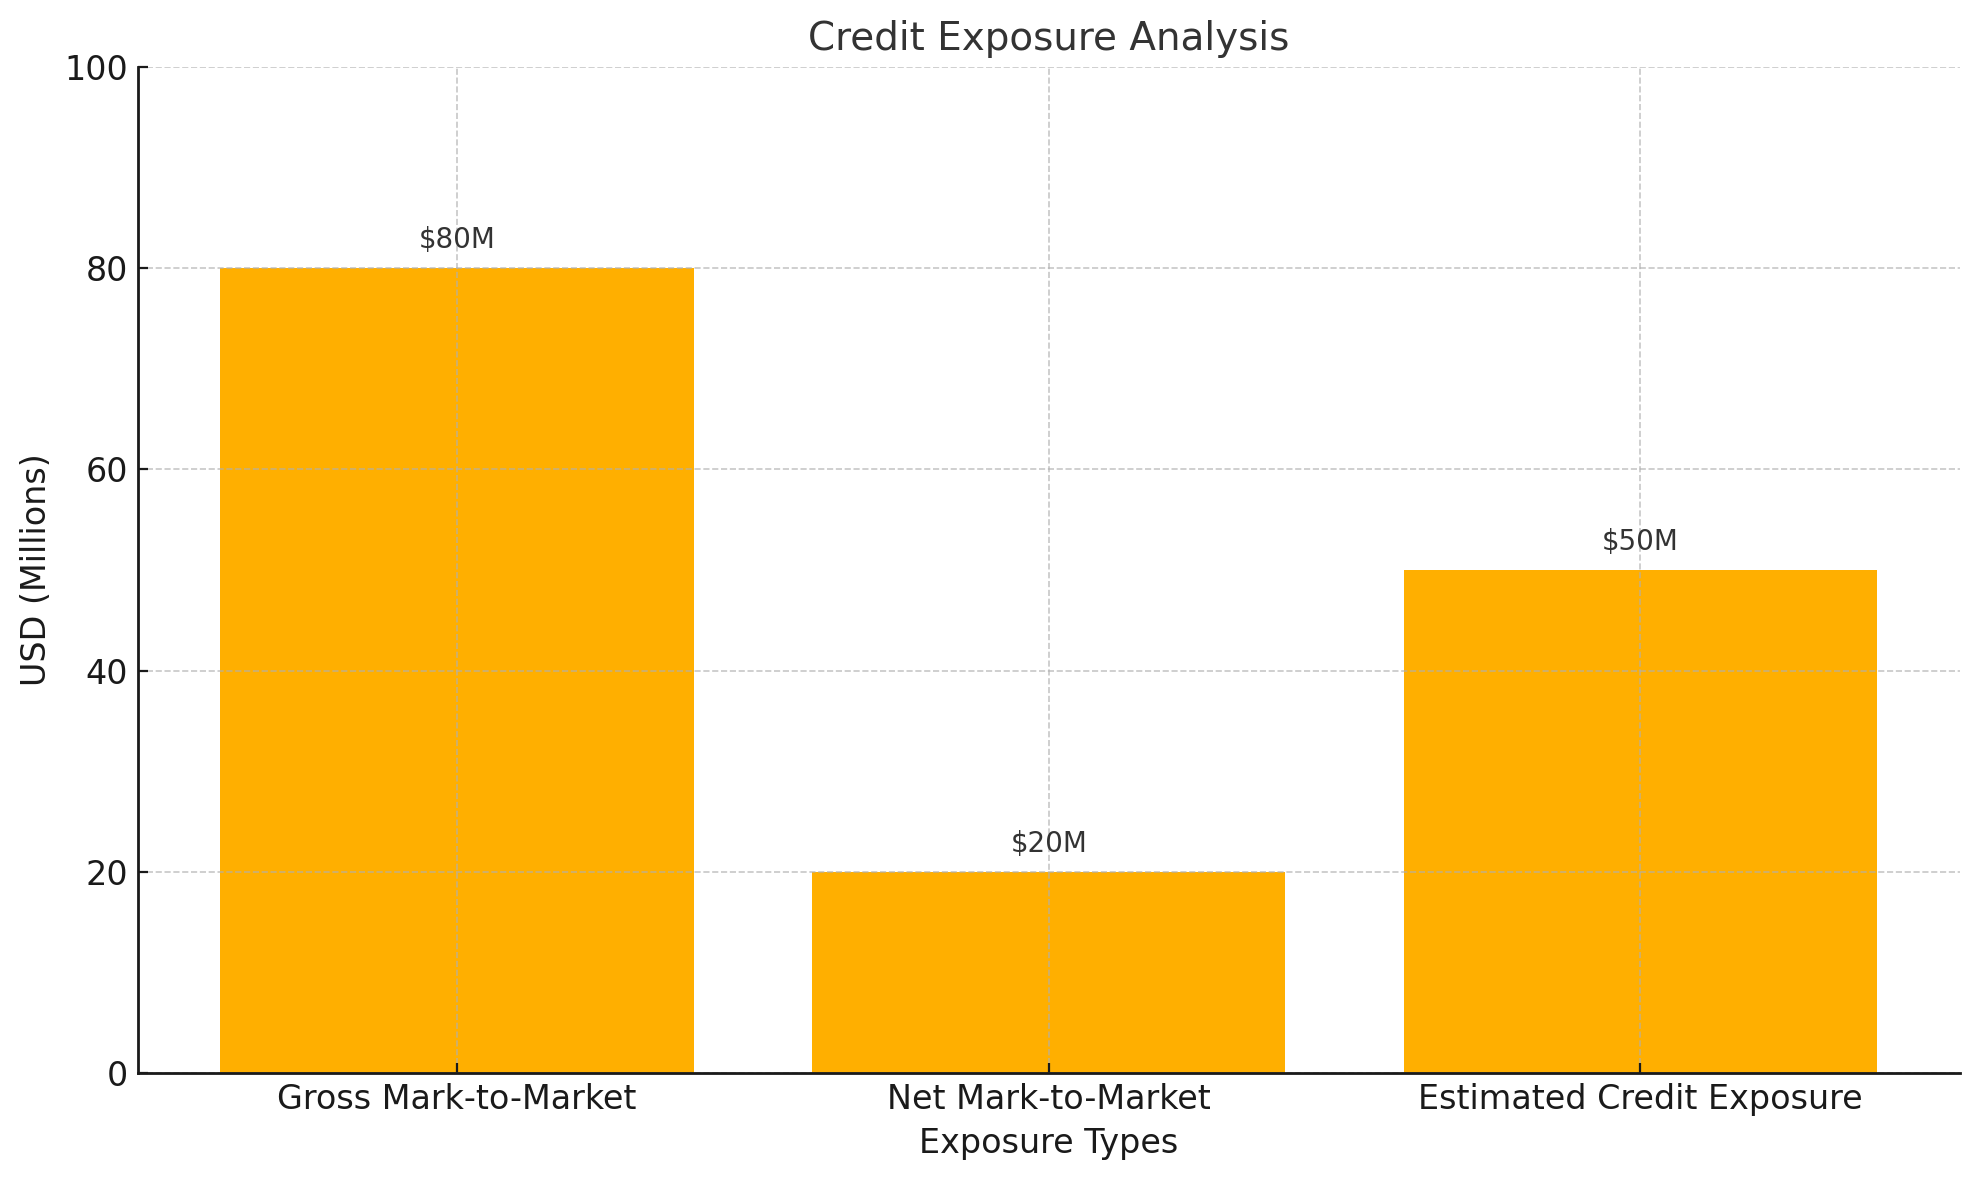 Credit Exposure Analysis
100
80
60
40
20
0
USD (Millions)
$80M
$20M
$50M
Gross Mark-to-Market
Net Mark-to-Market
Estimated Credit Exposure
Exposure Types